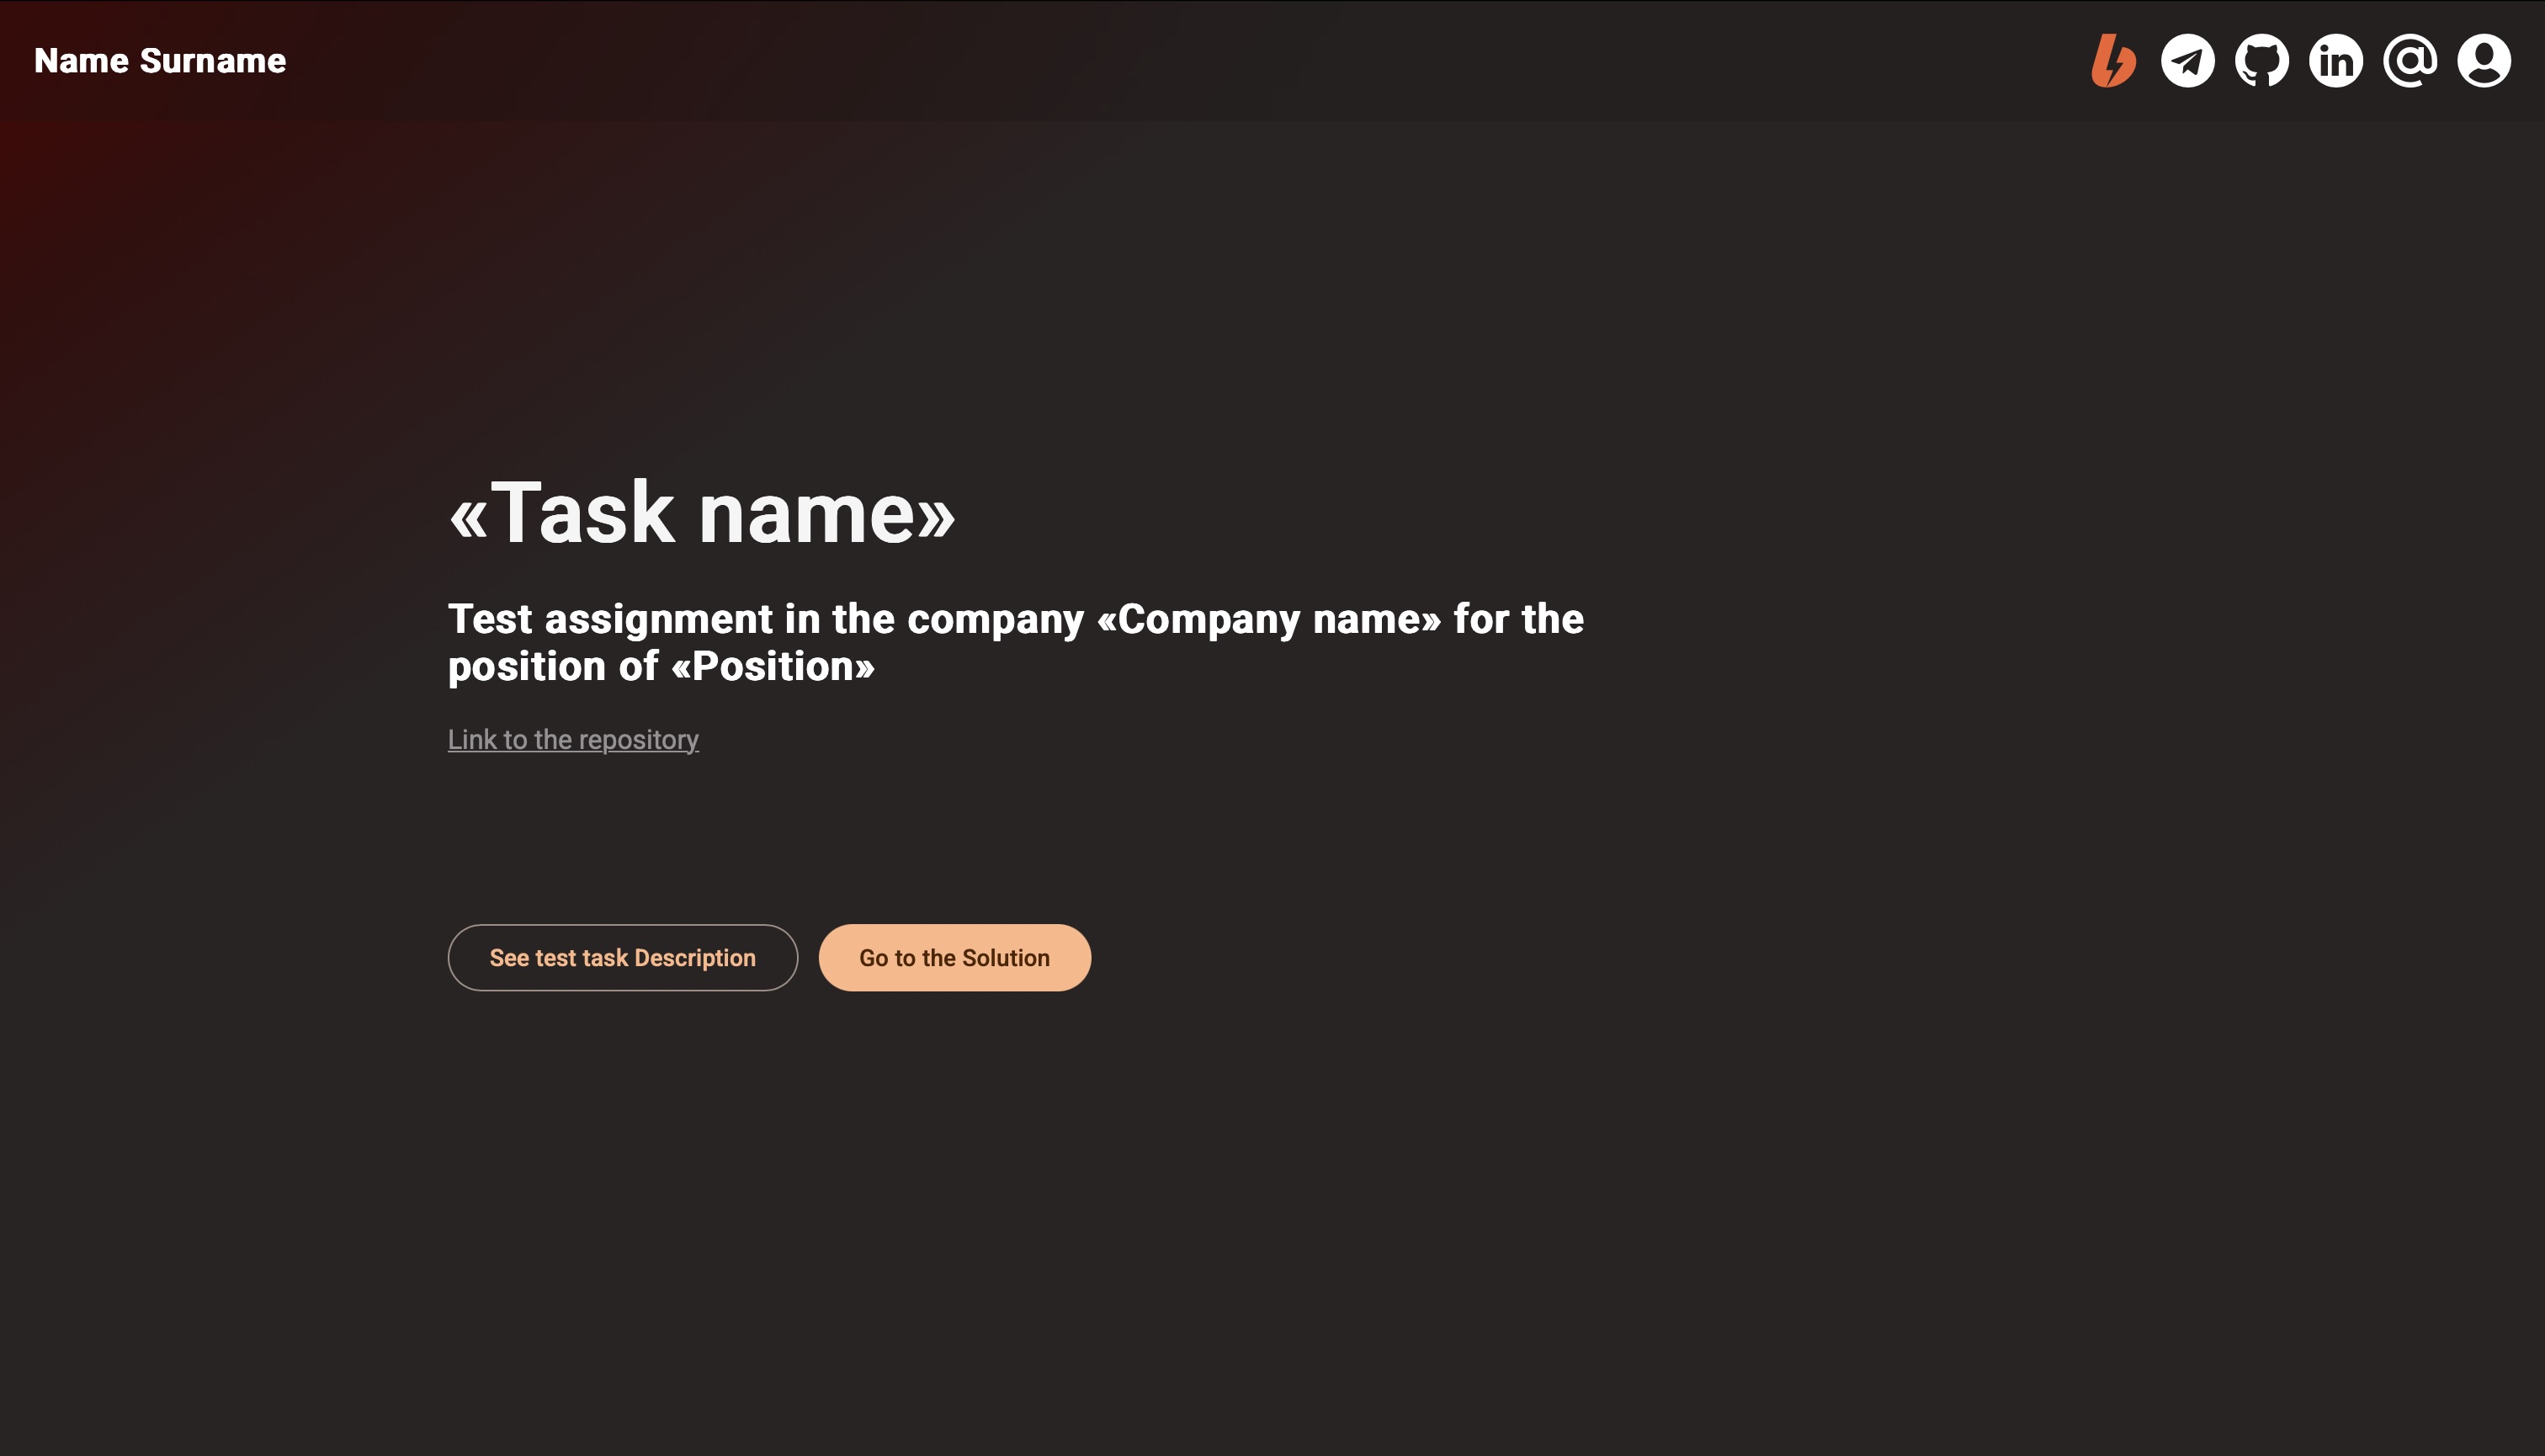 Name Surname
«Task name»
Test assignment in the company «Company name» for the
position of «Position»
Link to the repository
See test task Description
Go to the Solution